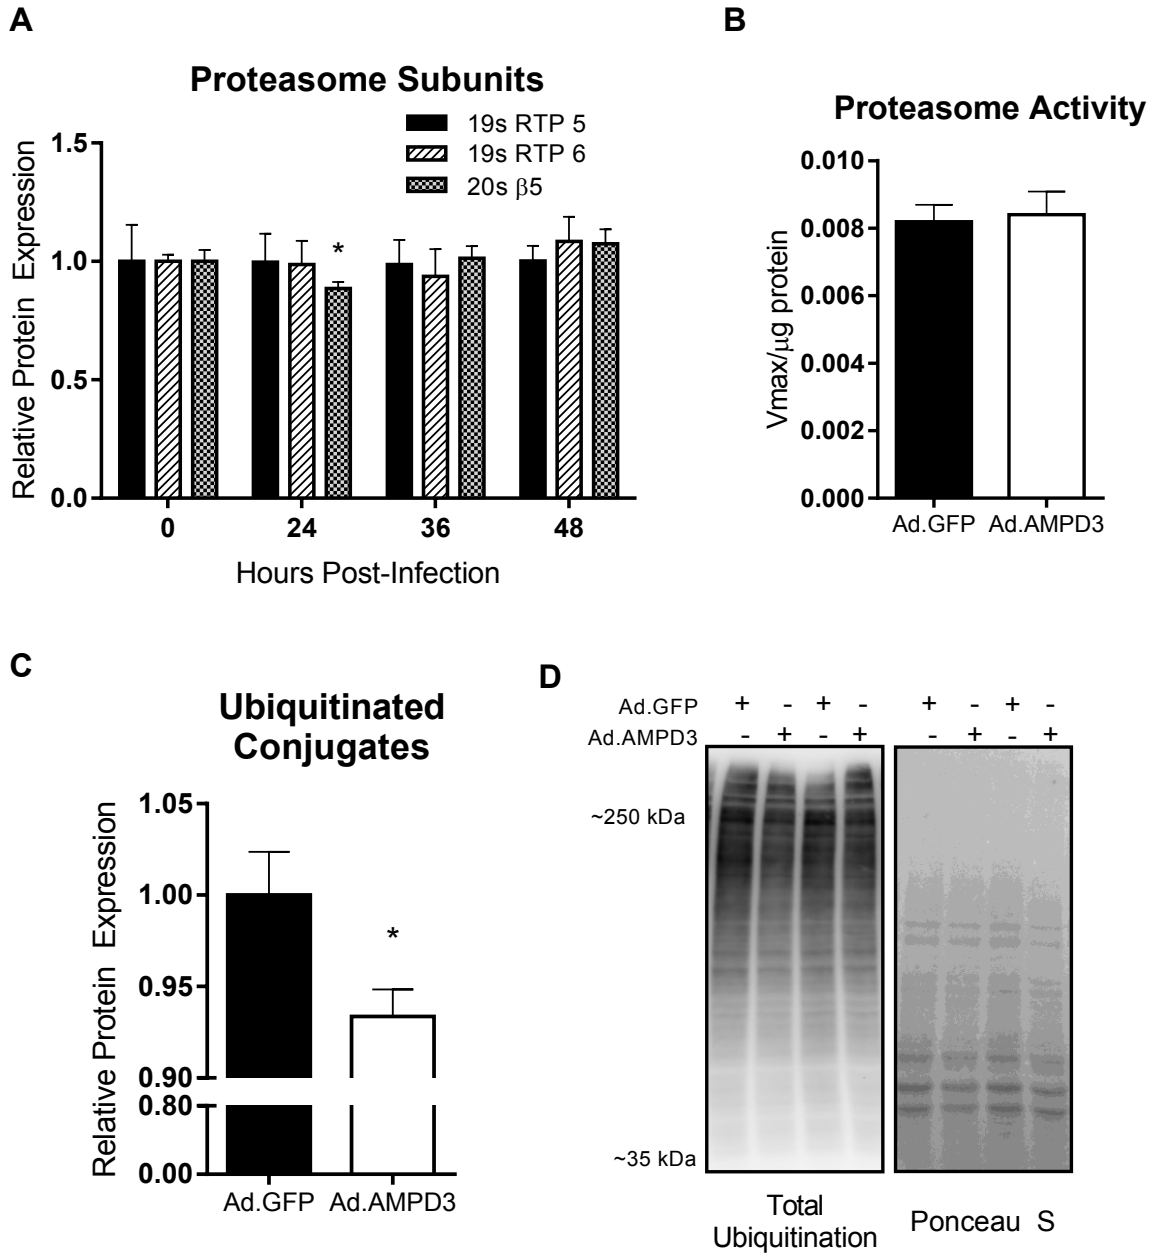 A
Proteasome Subunits
19s RTP 5
19s RTP 6
20s β5
Relative Protein Expression
1.5
1.0
0.5
0.0
*
0 24 36 48
Hours Post-Infection
B
Proteasome Activity
Vmax/μg protein
0.010
0.008
0.006
0.004
0.002
0.000
Ad.GFP Ad.AMPD3
C
Ubiquitinated
Conjugates
Relative Protein Expression
1.05
1.00
0.95
0.90
0.80
0.00
*
Ad.GFP Ad.AMPD3
D
Ad.GFP + - + - + - + -
Ad.AMPD3 - + - + - + - +
~250 kDa
~35 kDa
Total
Ubiquitination
Ponceau S